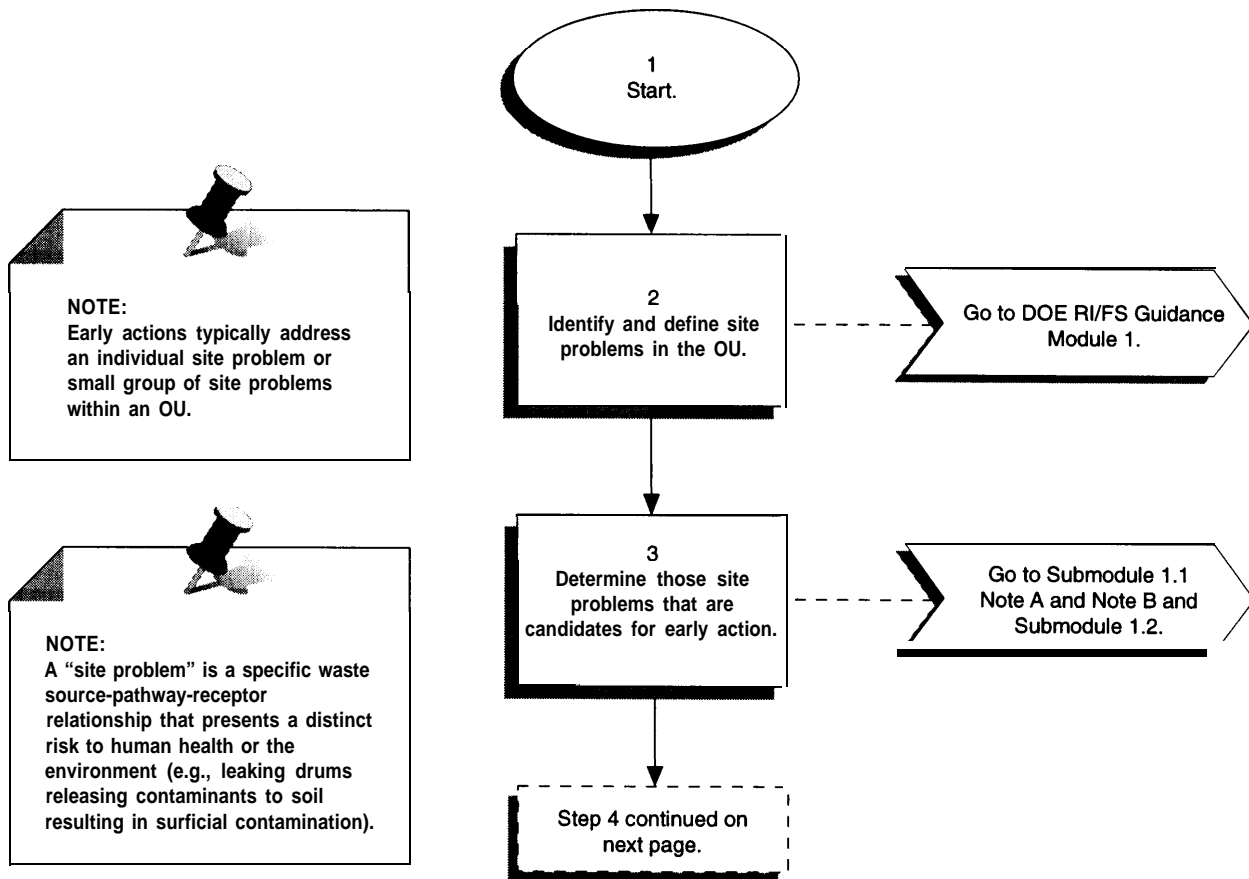 1
Start.
NOTE:
Early actions typically address
an individual site problem or
small group of site problems
within an OU.
2
Identify and define site
problems in the OU.
Go to DOE RI/FS Guidance
Module 1.
NOTE:
A “site problem” is a specific waste
source-pathway-receptor
relationship that presents a distinct
risk to human health or the
environment (e.g., leaking drums
releasing contaminants to soil
resulting in surficial contamination).
3
Determine those site
problems that are
candidates for early action.
Go to Submodule 1.1
Note A and Note B and
Submodule 1.2.
Step 4 continued on
next page.